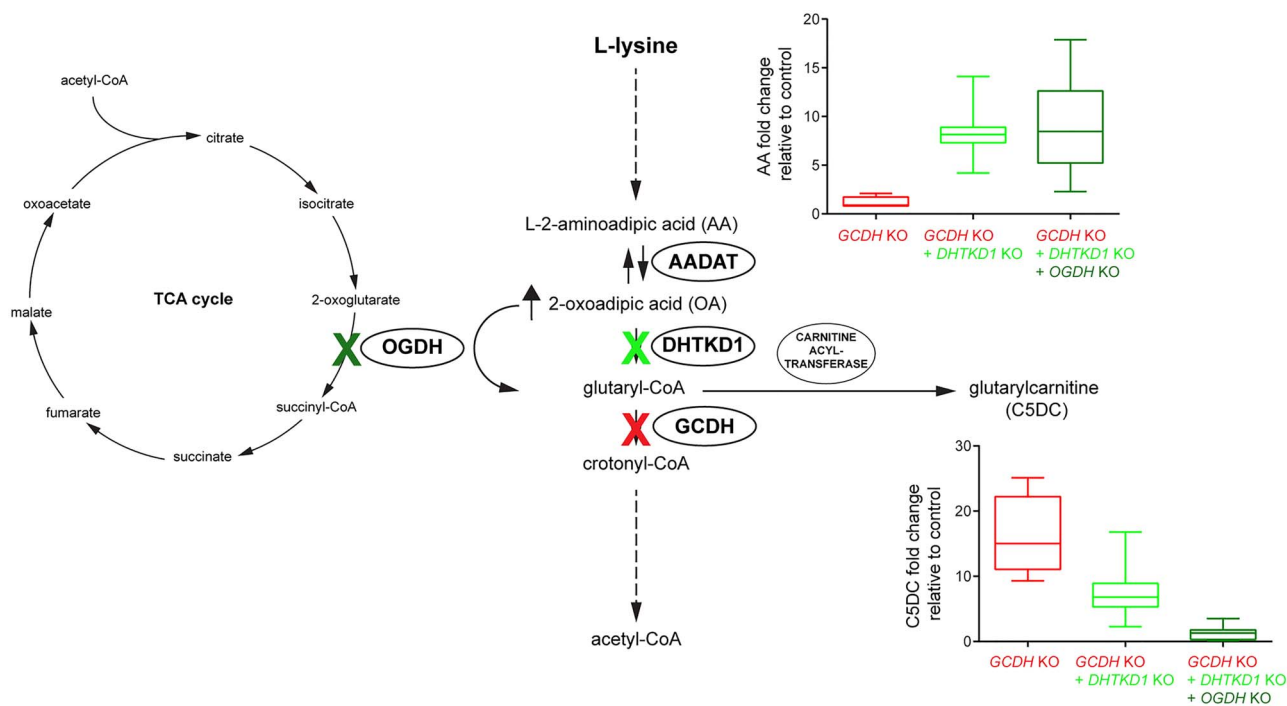 acetyl-CoA
citrate
isocitrate
2-oxoglutarate
succinyl-CoA
succinate
fumarate
malate
oxoacetate
TCA cycle
OGDH
L-lysine
L-2-aminoadipic acid (AA)
AADAT
2-oxoadipic acid (OA)
X
X
DHTKD1
glutaryl-CoA
X
GCDH
crotonyl-CoA
acetyl-CoA
CARNITINE
ACYL-
TRANSFERASE
glutarylcarnitine
(C5DC)
AA fold change
relative to control
20
15
10
5
0
GCDH KO
GCDH KO
+ DHTKD1 KO
GCDH KO
+ DHTKD1 KO
+ OGDH KO
C5DC fold change
relative to control
30
20
10
0
GCDH KO
GCDH KO
+ DHTKD1 KO
GCDH KO
+ DHTKD1 KO
+ OGDH KO